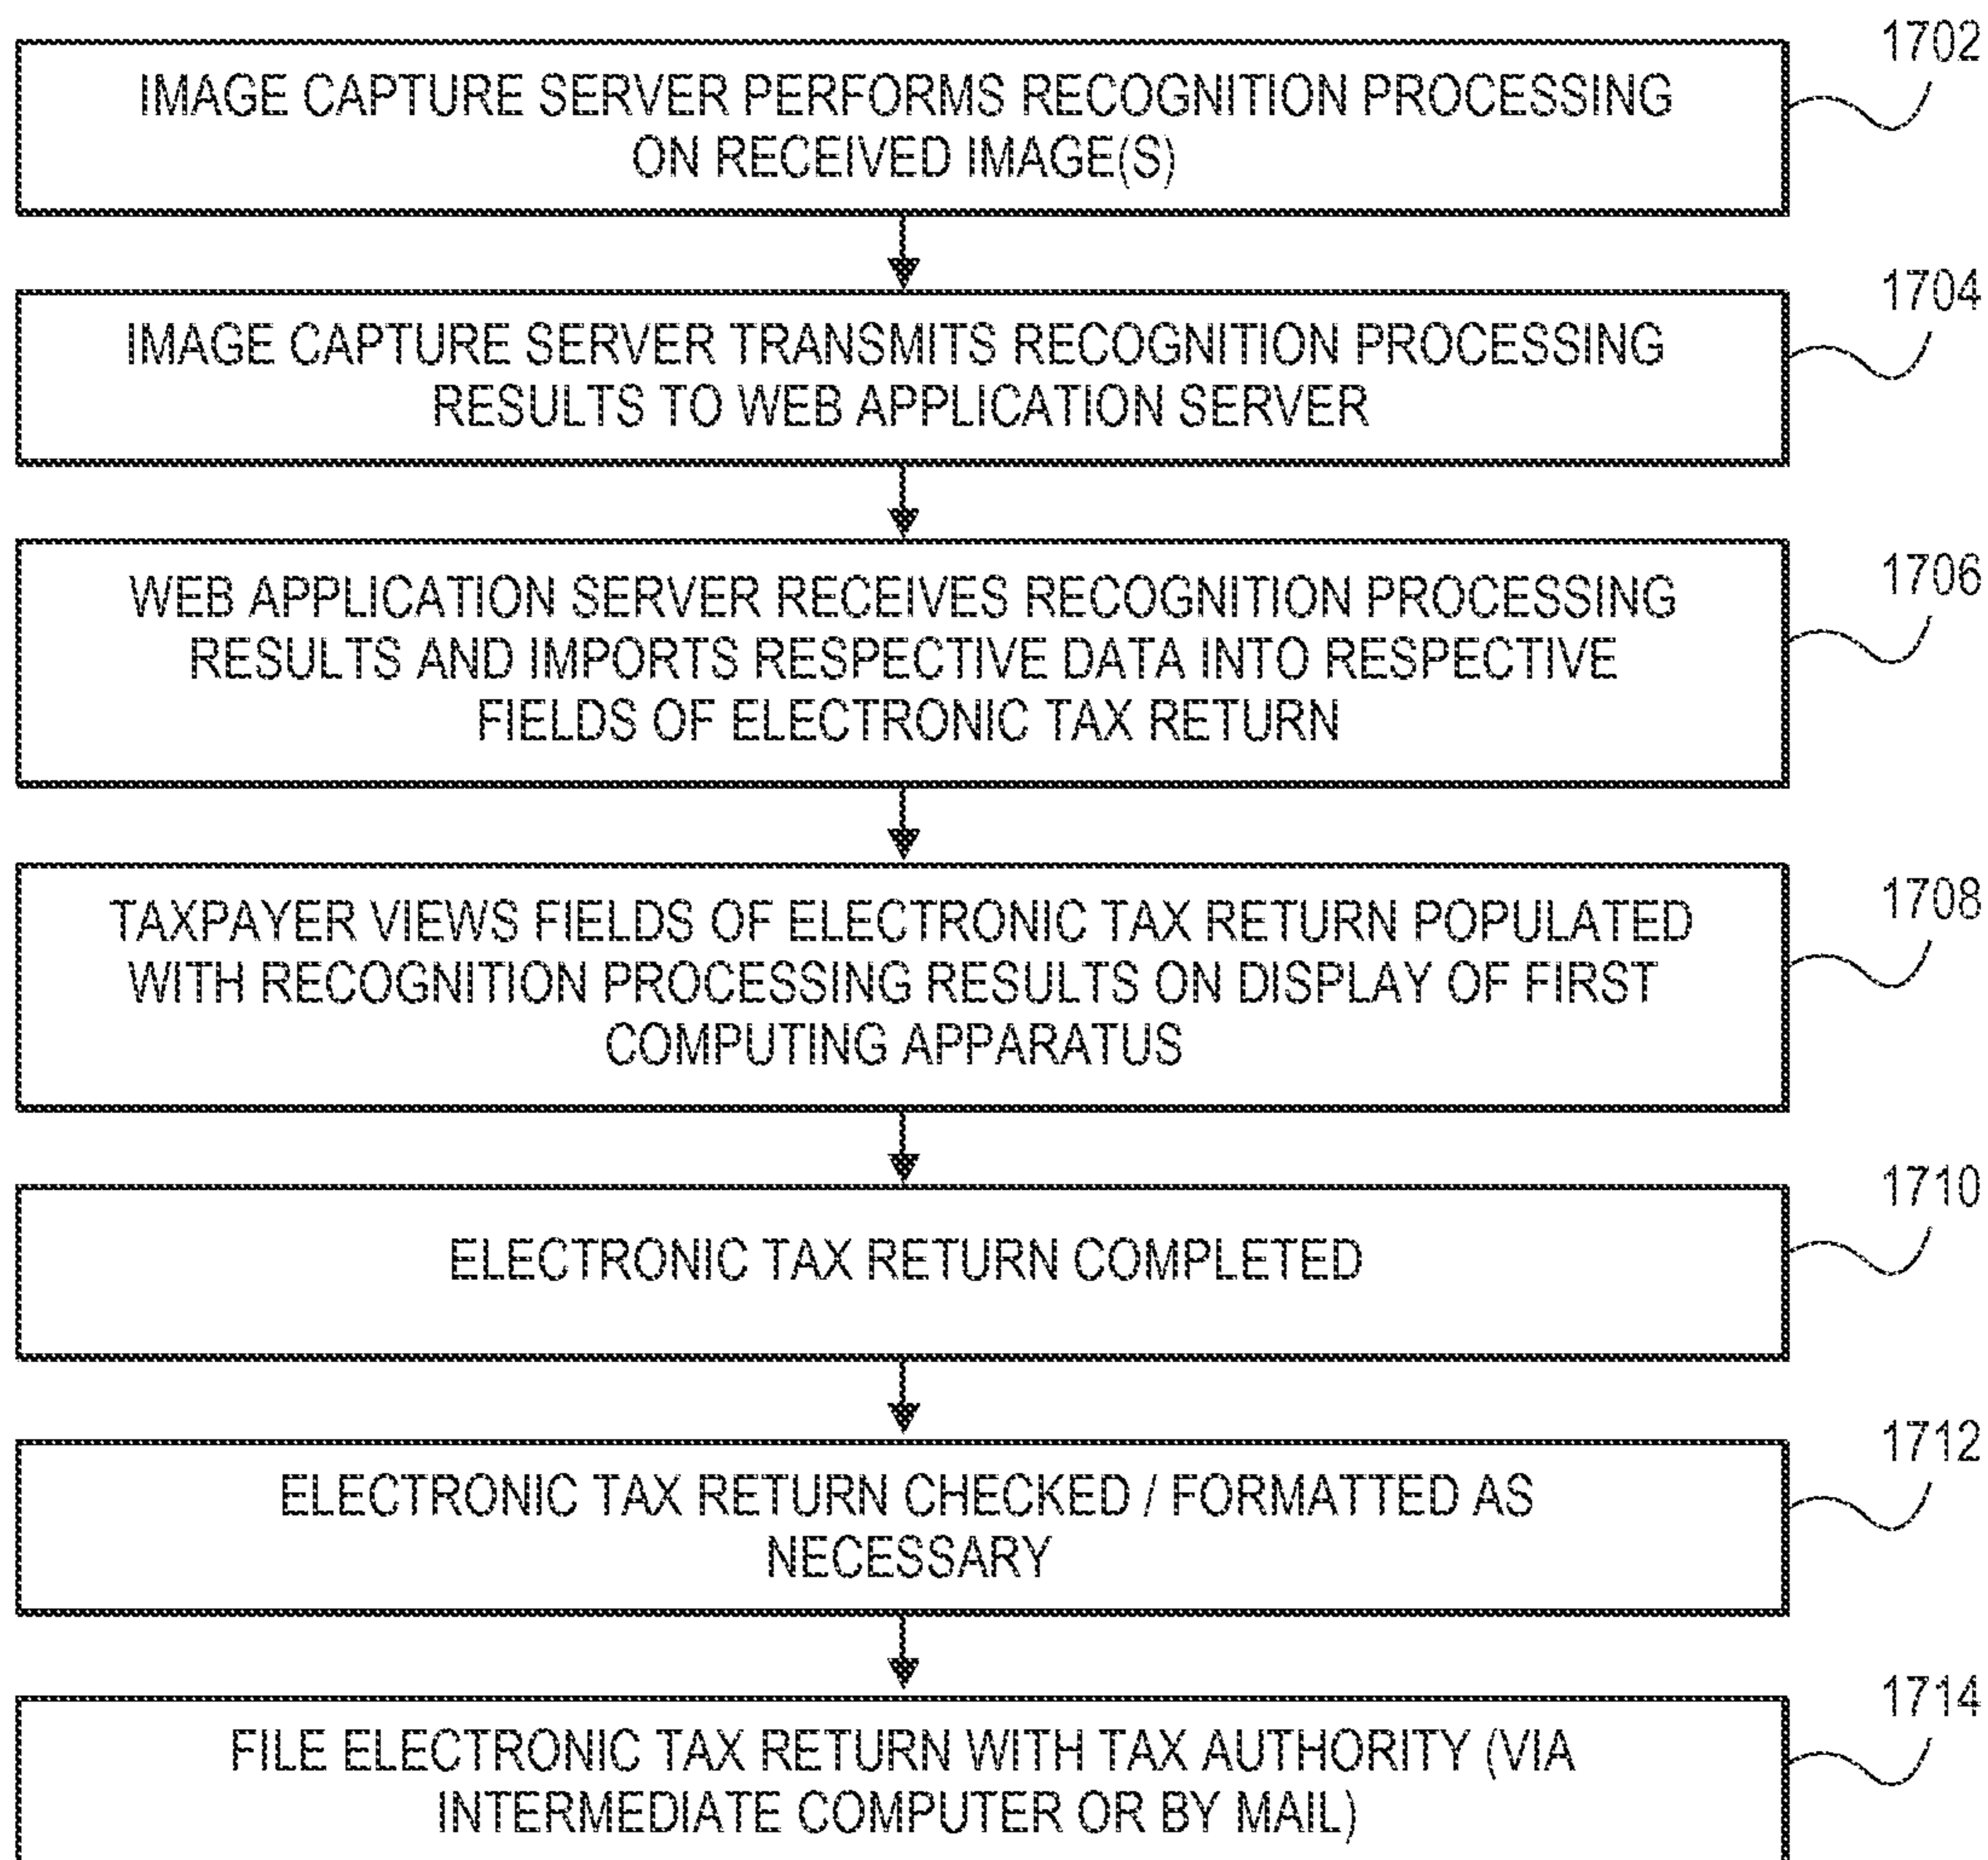 1702
IMAGE CAPTURE SERVER PERFORMS RECOGNITION PROCESSING
ON RECEIVED IMAGE(S)
1704
IMAGE CAPTURE SERVER TRANSMITS RECOGNITION PROCESSING
RESULTS TO WEB APPLICATION SERVER
1706
WEB APPLICATION SERVER RECEIVES RECOGNITION PROCESSING
RESULTS AND IMPORTS RESPECTIVE DATA INTO RESPECTIVE
FIELDS OF ELECTRONIC TAX RETURN
1708
TAXPAYER VIEWS FIELDS OF ELECTRONIC TAX RETURN POPULATED
WITH RECOGNITION PROCESSING RESULTS ON DISPLAY OF FIRST
COMPUTING APPARATUS
1710
ELECTRONIC TAX RETURN COMPLETED
1712
ELECTRONIC TAX RETURN CHECKED / FORMATTED AS
NECESSARY
1714
FILE ELECTRONIC TAX RETURN WITH TAX AUTHORITY (VIA
INTERMEDIATE COMPUTER OR BY MAIL)